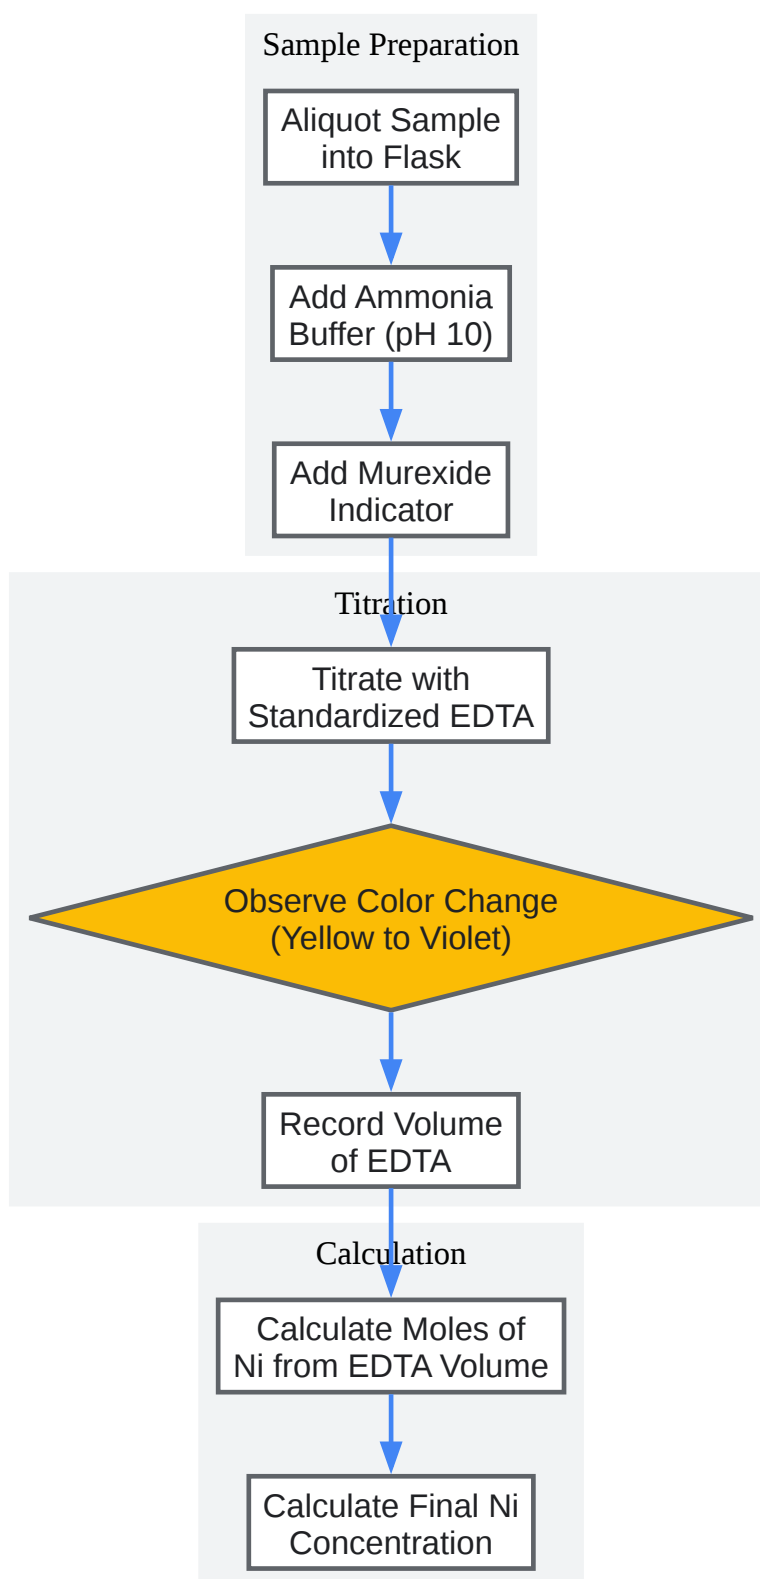 Sample Preparation
Aliquot Sample
into Flask
Add Ammonia
Buffer (pH 10)
Add Murexide
Indicator
Titration
Titrate with
Standardized EDTA
Observe Color Change
(Yellow to Violet)
Record Volume
of EDTA
Calculation
Calculate Moles of
Ni from EDTA Volume
Calculate Final Ni
Concentration